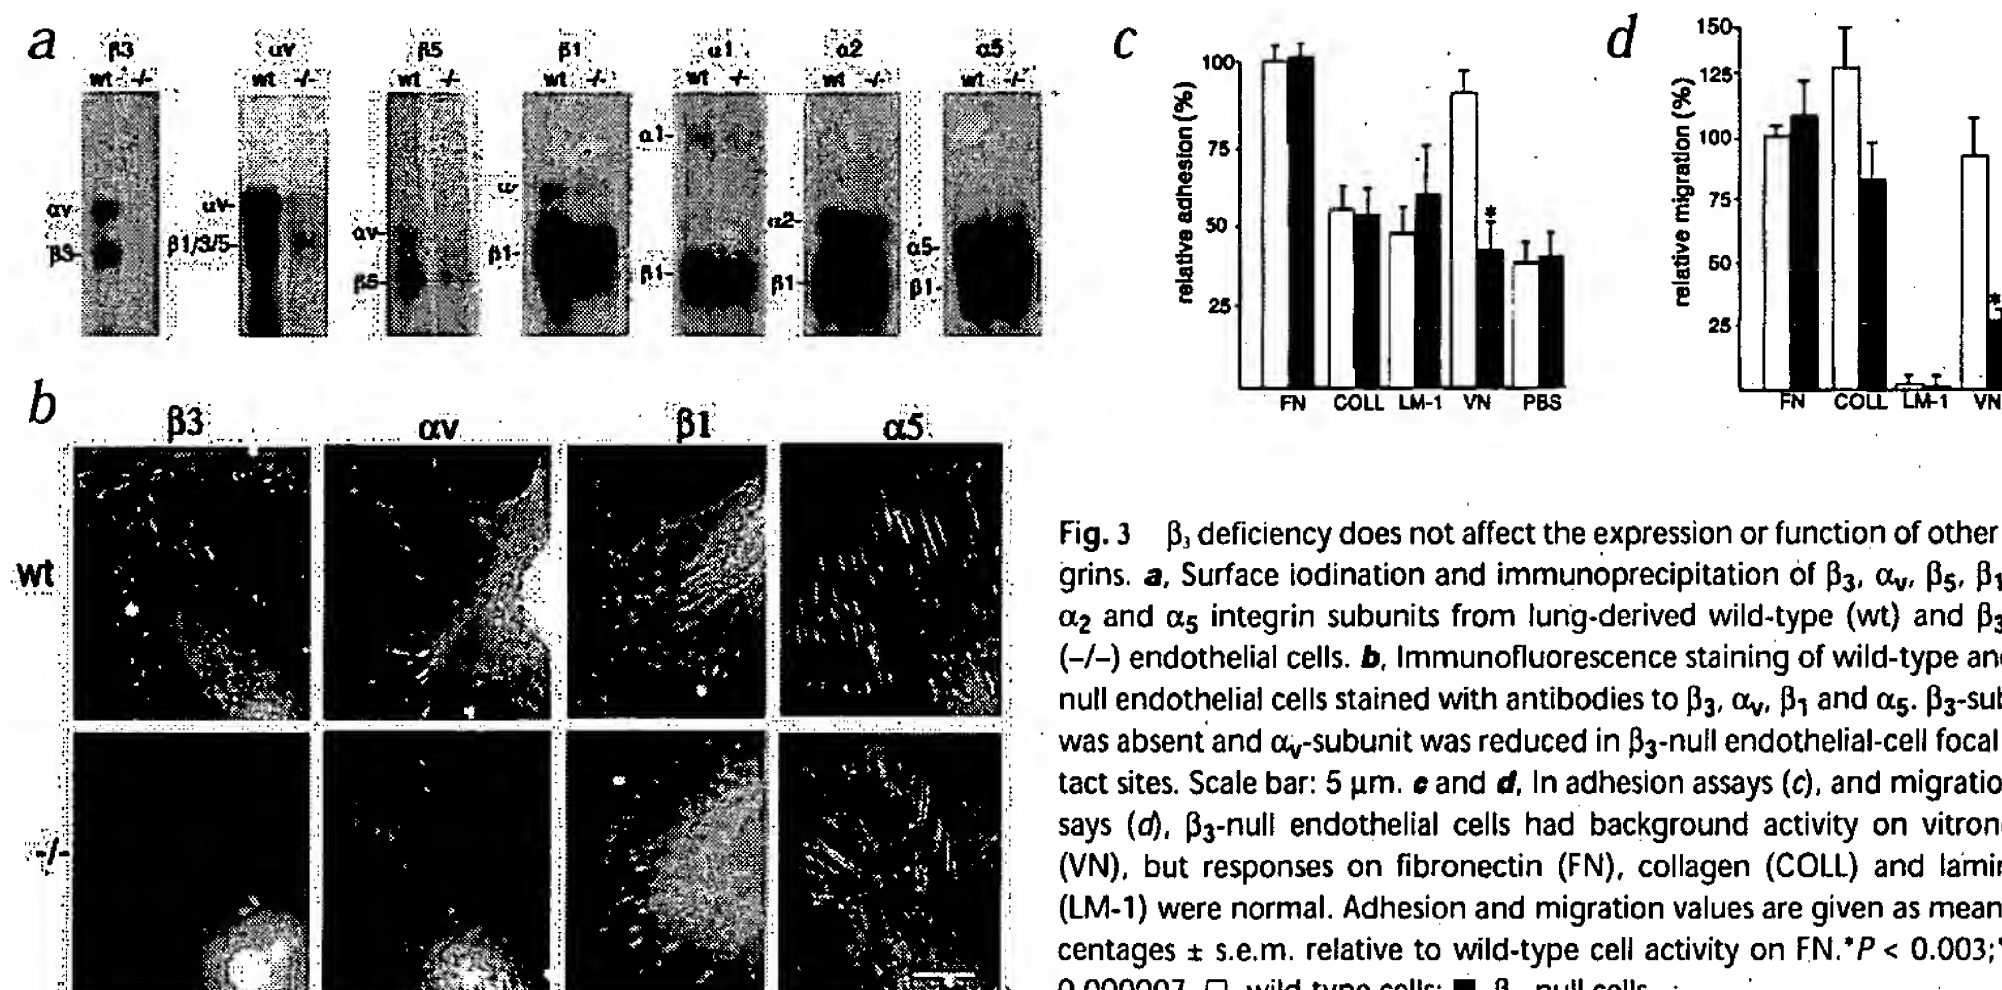 a
β3 αv β5 β1 α1 α2 α5
wt -/- wt -/- wt -/- wt -/- wt -/- wt -/- wt -/-
αv-
β3-
αv-
β1/3/5-
αv-
β5-
β1-
α1-
β1-
α2-
β1-
α5-
β1-
b
β3 αv β1 α5
wt
-/-
c
relative adhesion (%)
100
75
50
25
*
FN COLL LM-1 VN PBS
d
relative migration (%)
150
125
100
75
50
25
*
FN COLL LM-1 VN
Fig. 3 β₃ deficiency does not affect the expression or function of other
grins. a, Surface iodination and immunoprecipitation of β₃, αᵥ, β₅, β₁
α₂ and α₅ integrin subunits from lung-derived wild-type (wt) and β₃
(–/–) endothelial cells. b, Immunofluorescence staining of wild-type an
null endothelial cells stained with antibodies to β₃, αᵥ, β₁ and α₅. β₃-su
was absent and αᵥ-subunit was reduced in β₃-null endothelial-cell focal
tact sites. Scale bar: 5 μm. c and d, In adhesion assays (c), and migratio
says (d), β₃-null endothelial cells had background activity on vitron
(VN), but responses on fibronectin (FN), collagen (COLL) and lami
(LM-1) were normal. Adhesion and migration values are given as mean
centages ± s.e.m. relative to wild-type cell activity on FN.*P < 0.003;
wild-type cells; ■, β null cells